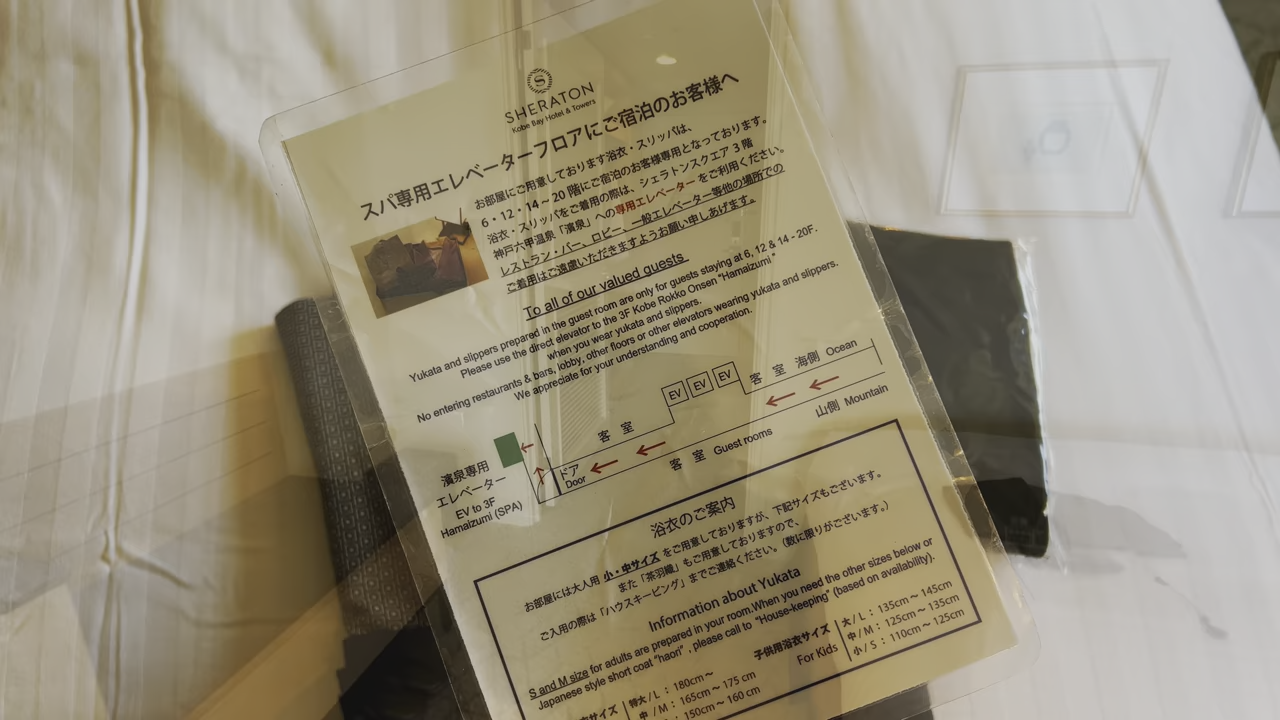 SHERATON
Kobe Bay Hotel & Towers
スパ専用エレベーターフロアにご宿泊のお客様へ
お部屋にご用意しております浴衣・スリッパは、
6・12・14～20階にご宿泊のお客様専用となっております。
浴衣・スリッパをご着用の際は、シェラトンスクエア 3 階
神戸六甲温泉「濱泉」への専用エレベーターをご利用ください。
レストラン・バー、ロビー、一般エレベーター等他の場所での
ご着用はご遠慮いただきますようお願い申しあげます。
To all of our valued guests
Yukata and slippers prepared in the guest room are only for guests staying at 6, 12 & 14 - 20F.
Please use the direct elevator to the 3F Kobe Rokko Onsen "Hamaizumi"
when you wear yukata and slippers.
No entering restaurants & bars, lobby, other floors or other elevators wearing yukata and slippers.
We appreciate for your understanding and cooperation.
EV EV EV
客 室 海側 Ocean
客 室
山側 Mountain
客 室 Guest rooms
ドア
Door
濱泉専用
エレベーター
EV to 3F
Hamaizumi (SPA)
浴衣のご案内
お部屋には大人用 小・中サイズ をご用意しておりますが、下記サイズもございます。
また「茶羽織」もご用意しておりますので、
ご入用の際は「ハウスキーピング」までご連絡ください。（数に限りがございます。）
Information about Yukata
S and M size for adults are prepared in your room.When you need the other sizes below or
Japanese style short coat "haori" , please call to "House-keeping" (based on availability).
子供用浴衣サイズ
For Kids
大 / L : 135cm～145cm
中 / M : 125cm～135cm
小 / S : 110cm～125cm
衣サイズ
特大 / L : 180cm～
中 / M : 165cm～ 175 cm
150cm～ 160 cm